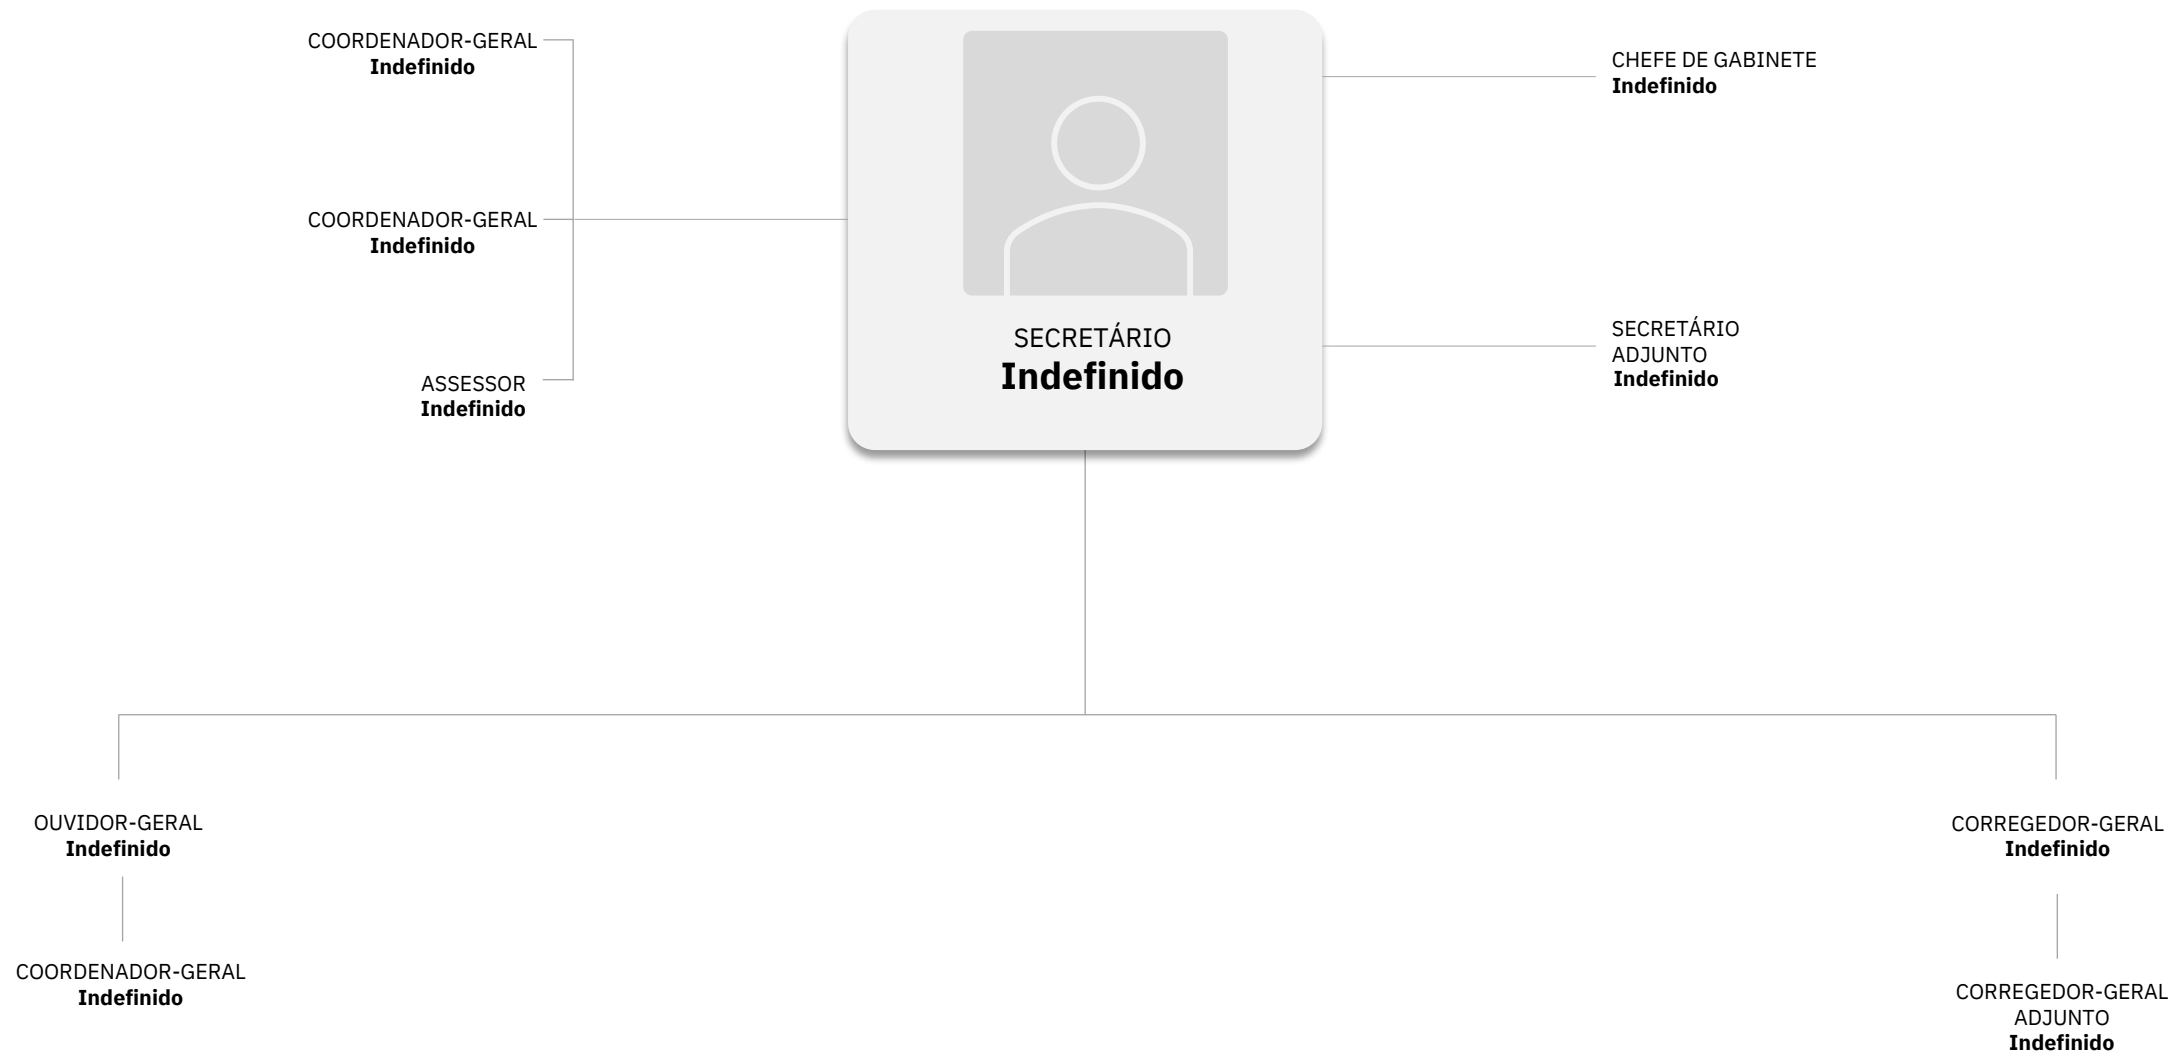 COORDENADOR-GERAL
Indefinido
COORDENADOR-GERAL
Indefinido
ASSESSOR
Indefinido
SECRETÁRIO
Indefinido
CHEFE DE GABINETE
Indefinido
SECRETÁRIO
ADJUNTO
Indefinido
OUVIDOR-GERAL
Indefinido
COORDENADOR-GERAL
Indefinido
CORREGEDOR-GERAL
Indefinido
CORREGEDOR-GERAL
ADJUNTO
Indefinido